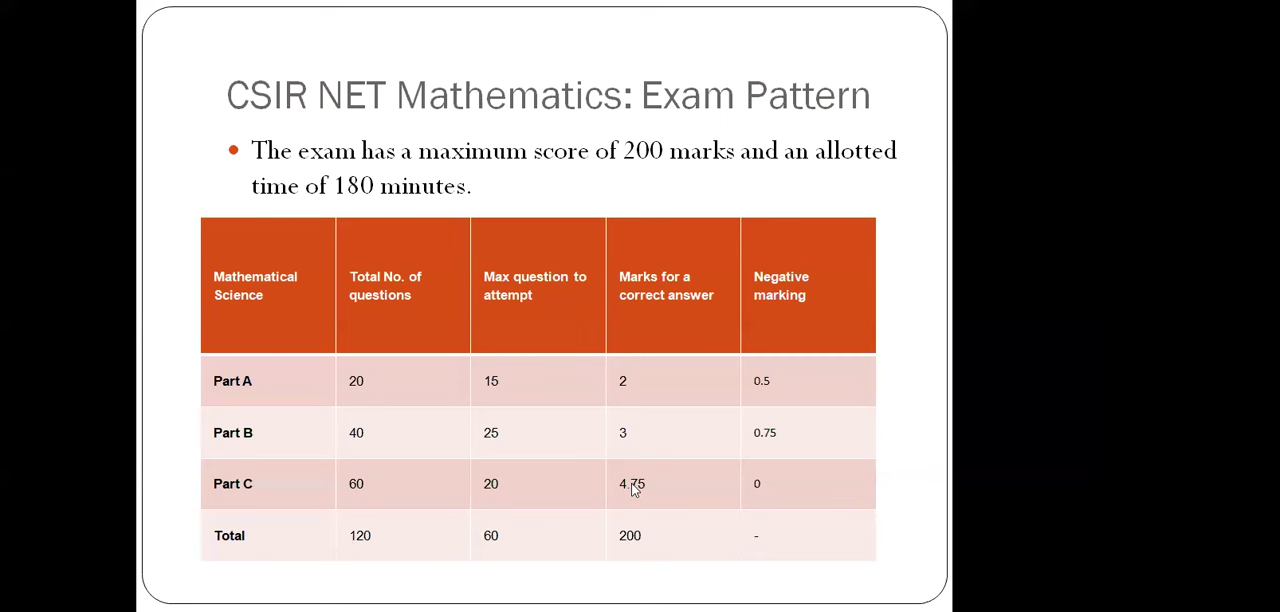 CSIR NET Mathematics: Exam Pattern
The exam has a maximum score of 200 marks and an allotted
time of 180 minutes.
Mathematical Science Total No. of questions Max question to attempt Marks for a correct answer Negative marking
Part A 20 15 2 0.5
Part B 40 25 3 0.75
Part C 60 20 4.75 0
Total 120 60 200 -